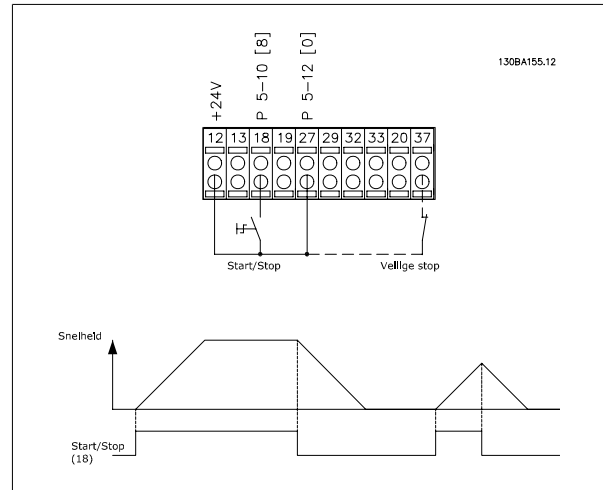 130BA155.12
+24V
P 5-10 [8]
P 5-12 [0]
12 13 18 19 27 29 32 33 20 37
Start/Stop
Veilige stop
Snelheid
Start/Stop
(18)